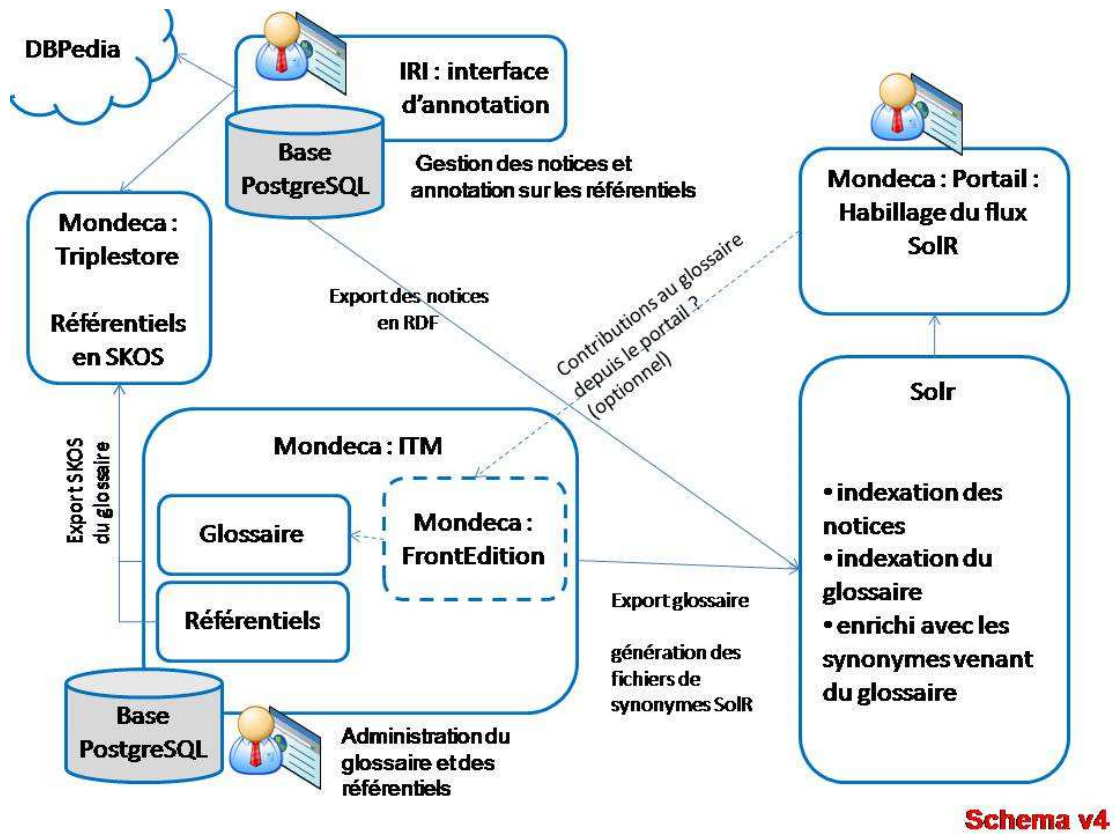 DBPedia
IRI : interface
d'annotation
Base
PostgreSQL
Gestion des notices et
annotation sur les référentiels
Mondeca : Portail :
Habillage du flux
SolR
Mondeca :
Triplestore
Référentiels
en SKOS
Export des notices
en RDF
Contributions au glossaire
depuis le portail ?
(optionnel)
Solr
• indexation des
notices
• indexation du
glossaire
• enrichi avec les
synonymes venant
du glossaire
Export SKOS
du glossaire
Mondeca : ITM
Glossaire
Mondeca :
FrontEdition
Référentiels
Export glossaire
génération des
fichiers de
synonymes SolR
Base
PostgreSQL
Administration du
glossaire et des
référentiels
Schema v4